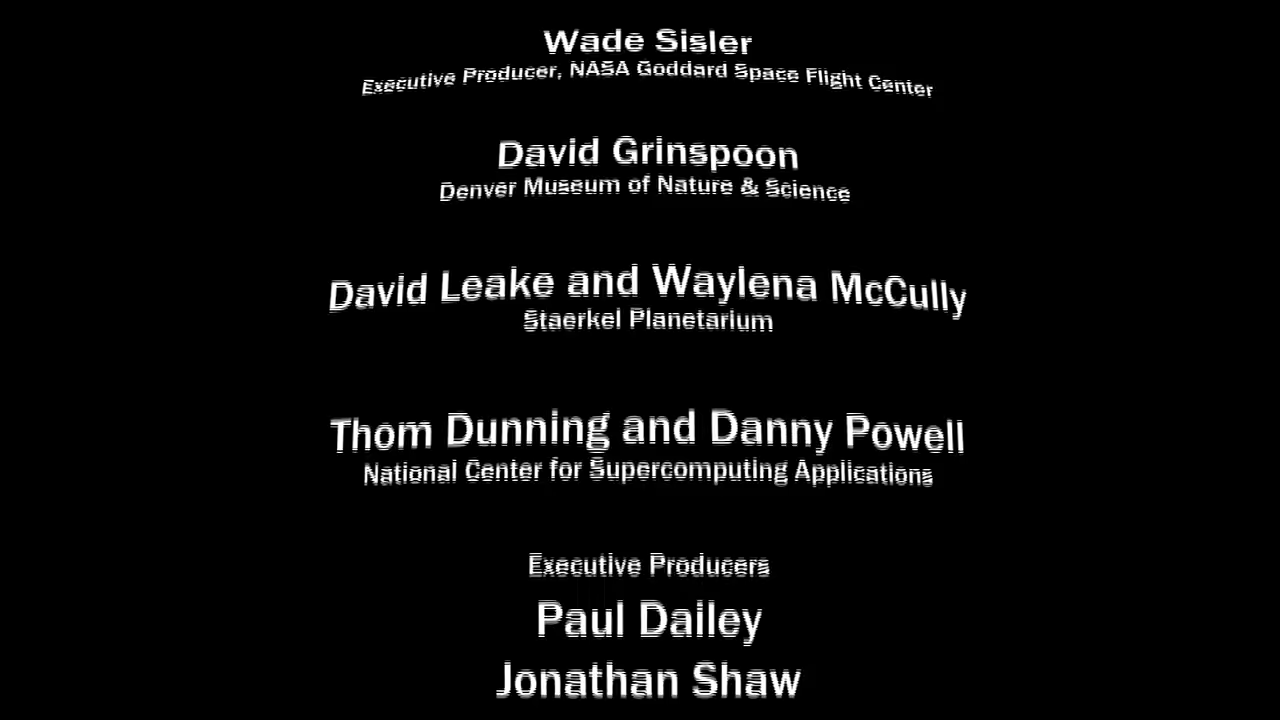 Wade Sisler
Executive Producer, NASA Goddard Space Flight Center
David Grinspoon
Denver Museum of Nature & Science
David Leake and Waylena McCully
Staerkel Planetarium
Thom Dunning and Danny Powell
National Center for Supercomputing Applications
Executive Producers
Paul Dailey
Jonathan Shaw